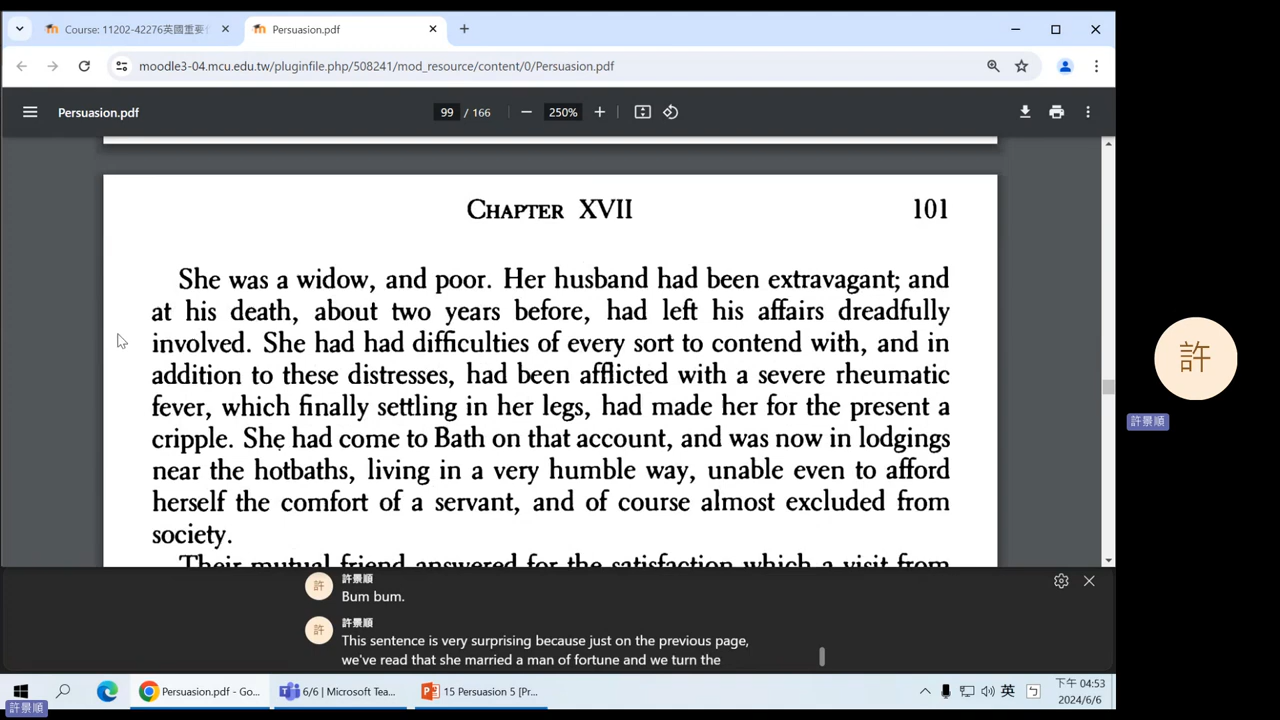 Course: 11202-42276英國重要
Persuasion.pdf
moodle3-04.mcu.edu.tw/pluginfile.php/508241/mod_resource/content/0/Persuasion.pdf
Persuasion.pdf
99 / 166
250%
CHAPTER XVII 101
She was a widow, and poor. Her husband had been extravagant; and
at his death, about two years before, had left his affairs dreadfully
involved. She had had difficulties of every sort to contend with, and in
addition to these distresses, had been afflicted with a severe rheumatic
fever, which finally settling in her legs, had made her for the present a
cripple. She had come to Bath on that account, and was now in lodgings
near the hotbaths, living in a very humble way, unable even to afford
herself the comfort of a servant, and of course almost excluded from
society.
Their mutual friend answered for the satisfaction which a visit from
許
許景順
許
許景順
Bum bum.
許
許景順
This sentence is very surprising because just on the previous page,
we've read that she married a man of fortune and we turn the
Persuasion.pdf - Go...
6/6 | Microsoft Tea...
15 Persuasion 5 [Pr...
英
下午 04:53
2024/6/6
許景順